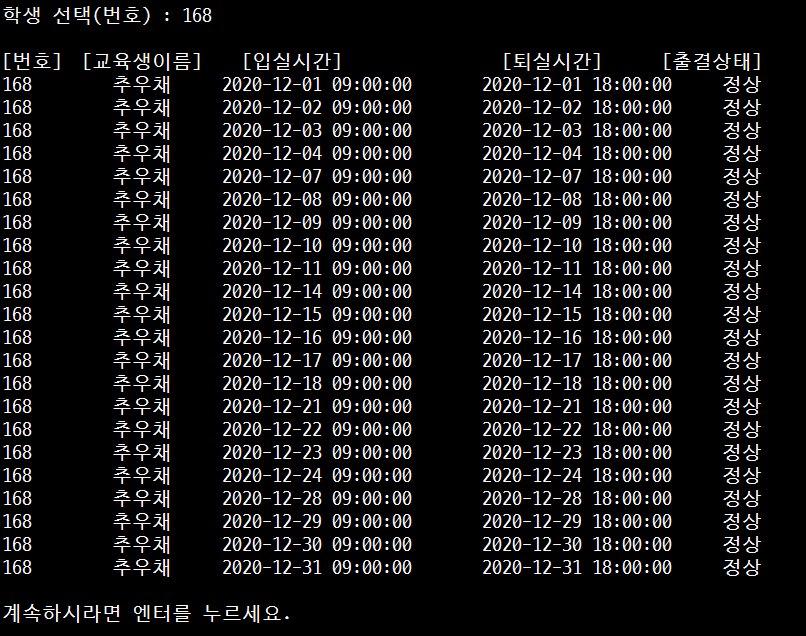 학생 선택(번호) : 168
[번호] [교육생이름] [입실시간] [퇴실시간] [출결상태]
168 추우채 2020-12-01 09:00:00 2020-12-01 18:00:00 정상
168 추우채 2020-12-02 09:00:00 2020-12-02 18:00:00 정상
168 추우채 2020-12-03 09:00:00 2020-12-03 18:00:00 정상
168 추우채 2020-12-04 09:00:00 2020-12-04 18:00:00 정상
168 추우채 2020-12-07 09:00:00 2020-12-07 18:00:00 정상
168 추우채 2020-12-08 09:00:00 2020-12-08 18:00:00 정상
168 추우채 2020-12-09 09:00:00 2020-12-09 18:00:00 정상
168 추우채 2020-12-10 09:00:00 2020-12-10 18:00:00 정상
168 추우채 2020-12-11 09:00:00 2020-12-11 18:00:00 정상
168 추우채 2020-12-14 09:00:00 2020-12-14 18:00:00 정상
168 추우채 2020-12-15 09:00:00 2020-12-15 18:00:00 정상
168 추우채 2020-12-16 09:00:00 2020-12-16 18:00:00 정상
168 추우채 2020-12-17 09:00:00 2020-12-17 18:00:00 정상
168 추우채 2020-12-18 09:00:00 2020-12-18 18:00:00 정상
168 추우채 2020-12-21 09:00:00 2020-12-21 18:00:00 정상
168 추우채 2020-12-22 09:00:00 2020-12-22 18:00:00 정상
168 추우채 2020-12-23 09:00:00 2020-12-23 18:00:00 정상
168 추우채 2020-12-24 09:00:00 2020-12-24 18:00:00 정상
168 추우채 2020-12-28 09:00:00 2020-12-28 18:00:00 정상
168 추우채 2020-12-29 09:00:00 2020-12-29 18:00:00 정상
168 추우채 2020-12-30 09:00:00 2020-12-30 18:00:00 정상
168 추우채 2020-12-31 09:00:00 2020-12-31 18:00:00 정상
계속하시라면 엔터를 누르세요.